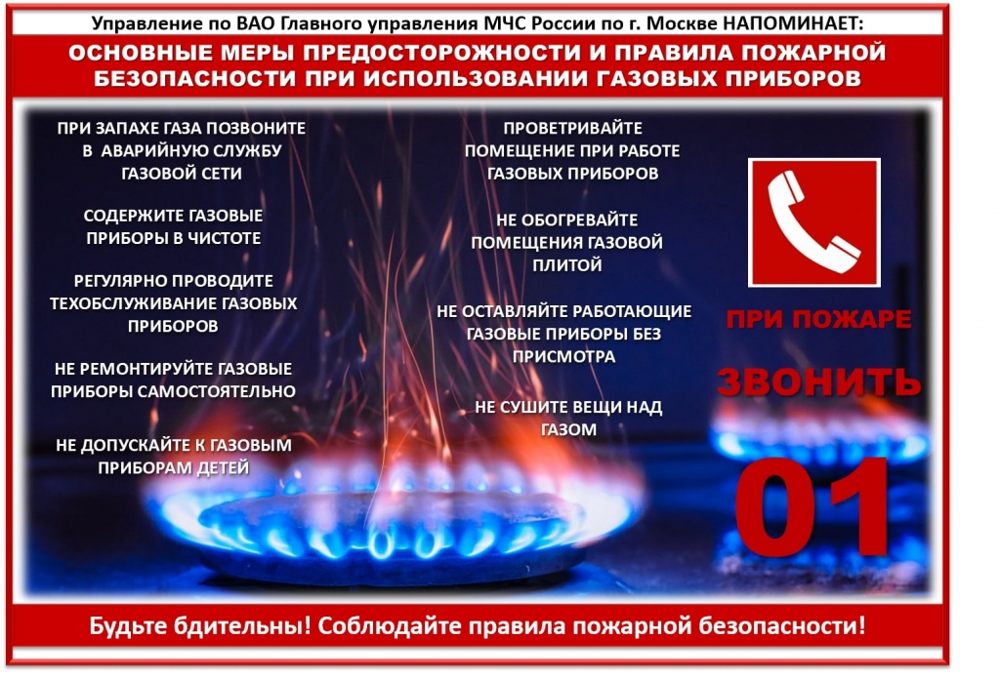 Управление по ВАО Главного управления МЧС России по г. Москве НАПОМИНАЕТ:
ОСНОВНЫЕ МЕРЫ ПРЕДОСТОРОЖНОСТИ И ПРАВИЛА ПОЖАРНОЙ
БЕЗОПАСНОСТИ ПРИ ИСПОЛЬЗОВАНИИ ГАЗОВЫХ ПРИБОРОВ
ПРИ ЗАПАХЕ ГАЗА ПОЗВОНИТЕ
В АВАРИЙНУЮ СЛУЖБУ
ГАЗОВОЙ СЕТИ
СОДЕРЖИТЕ ГАЗОВЫЕ
ПРИБОРЫ В ЧИСТОТЕ
РЕГУЛЯРНО ПРОВОДИТЕ
ТЕХОБСЛУЖИВАНИЕ ГАЗОВЫХ
ПРИБОРОВ
НЕ РЕМОНТИРУЙТЕ ГАЗОВЫЕ
ПРИБОРЫ САМОСТОЯТЕЛЬНО
НЕ ДОПУСКАЙТЕ К ГАЗОВЫМ
ПРИБОРАМ ДЕТЕЙ
ПРОВЕТРИВАЙТЕ
ПОМЕЩЕНИЕ ПРИ РАБОТЕ
ГАЗОВЫХ ПРИБОРОВ
НЕ ОБОГРЕВАЙТЕ
ПОМЕЩЕНИЯ ГАЗОВОЙ
ПЛИТОЙ
НЕ ОСТАВЛЯЙТЕ РАБОТАЮЩИЕ
ГАЗОВЫЕ ПРИБОРЫ БЕЗ
ПРИСМОТРА
НЕ СУШИТЕ ВЕЩИ НАД
ГАЗОМ
ПРИ ПОЖАРЕ
ЗВОНИТЬ
01
Будьте бдительны! Соблюдайте правила пожарной безопасности!